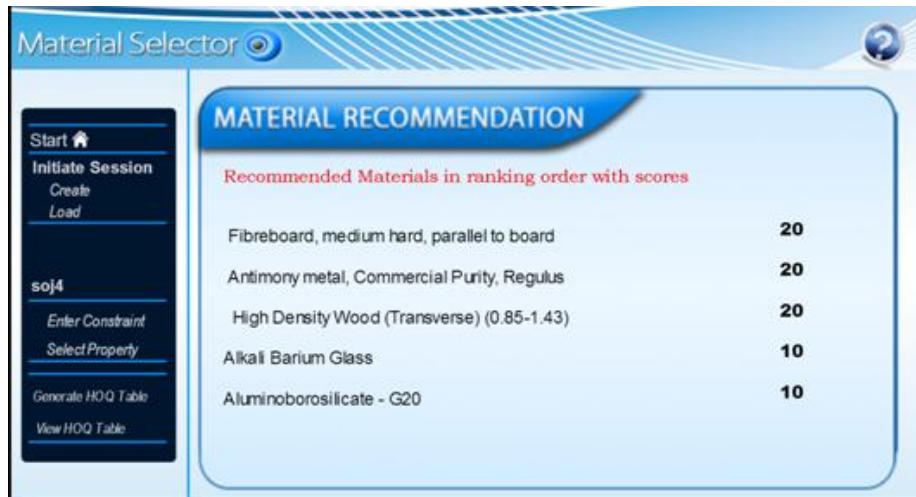 Material Selector
Start
Initiate Session
Create
Load
soj4
Enter Constraint
Select Property
Generate HOQ Table
View HOQ Table
MATERIAL RECOMMENDATION
Recommended Materials in ranking order with scores
Fibreboard, medium hard, parallel to board 20
Antimony metal, Commercial Purity, Regulus 20
High Density Wood (Transverse) (0.85-1.43) 20
Alkali Barium Glass 10
Aluminoborosilicate - G20 10